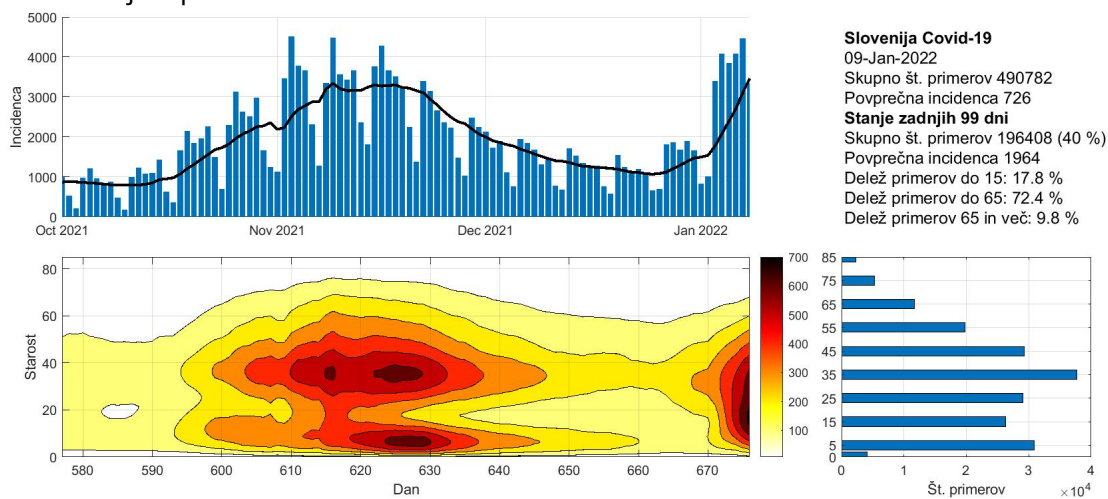 5000
4000
3000
2000
1000
0
Incidenca
Oct 2021 Nov 2021 Dec 2021 Jan 2022
Slovenija Covid-19
09-Jan-2022
Skupno št. primerov 490782
Povprečna incidenca 726
Stanje zadnjih 99 dni
Skupno št. primerov 196408 (40 %)
Povprečna incidenca 1964
Delež primerov do 15: 17.8 %
Delež primerov do 65: 72.4 %
Delež primerov 65 in več: 9.8 %
80
60
40
20
0
Starost
580 590 600 610 620 630 640 650 660 670
Dan
700
600
500
400
300
200
100
85
75
65
55
45
35
25
15
5
0
0 1 2 3 4
Št. primerov
×10⁴